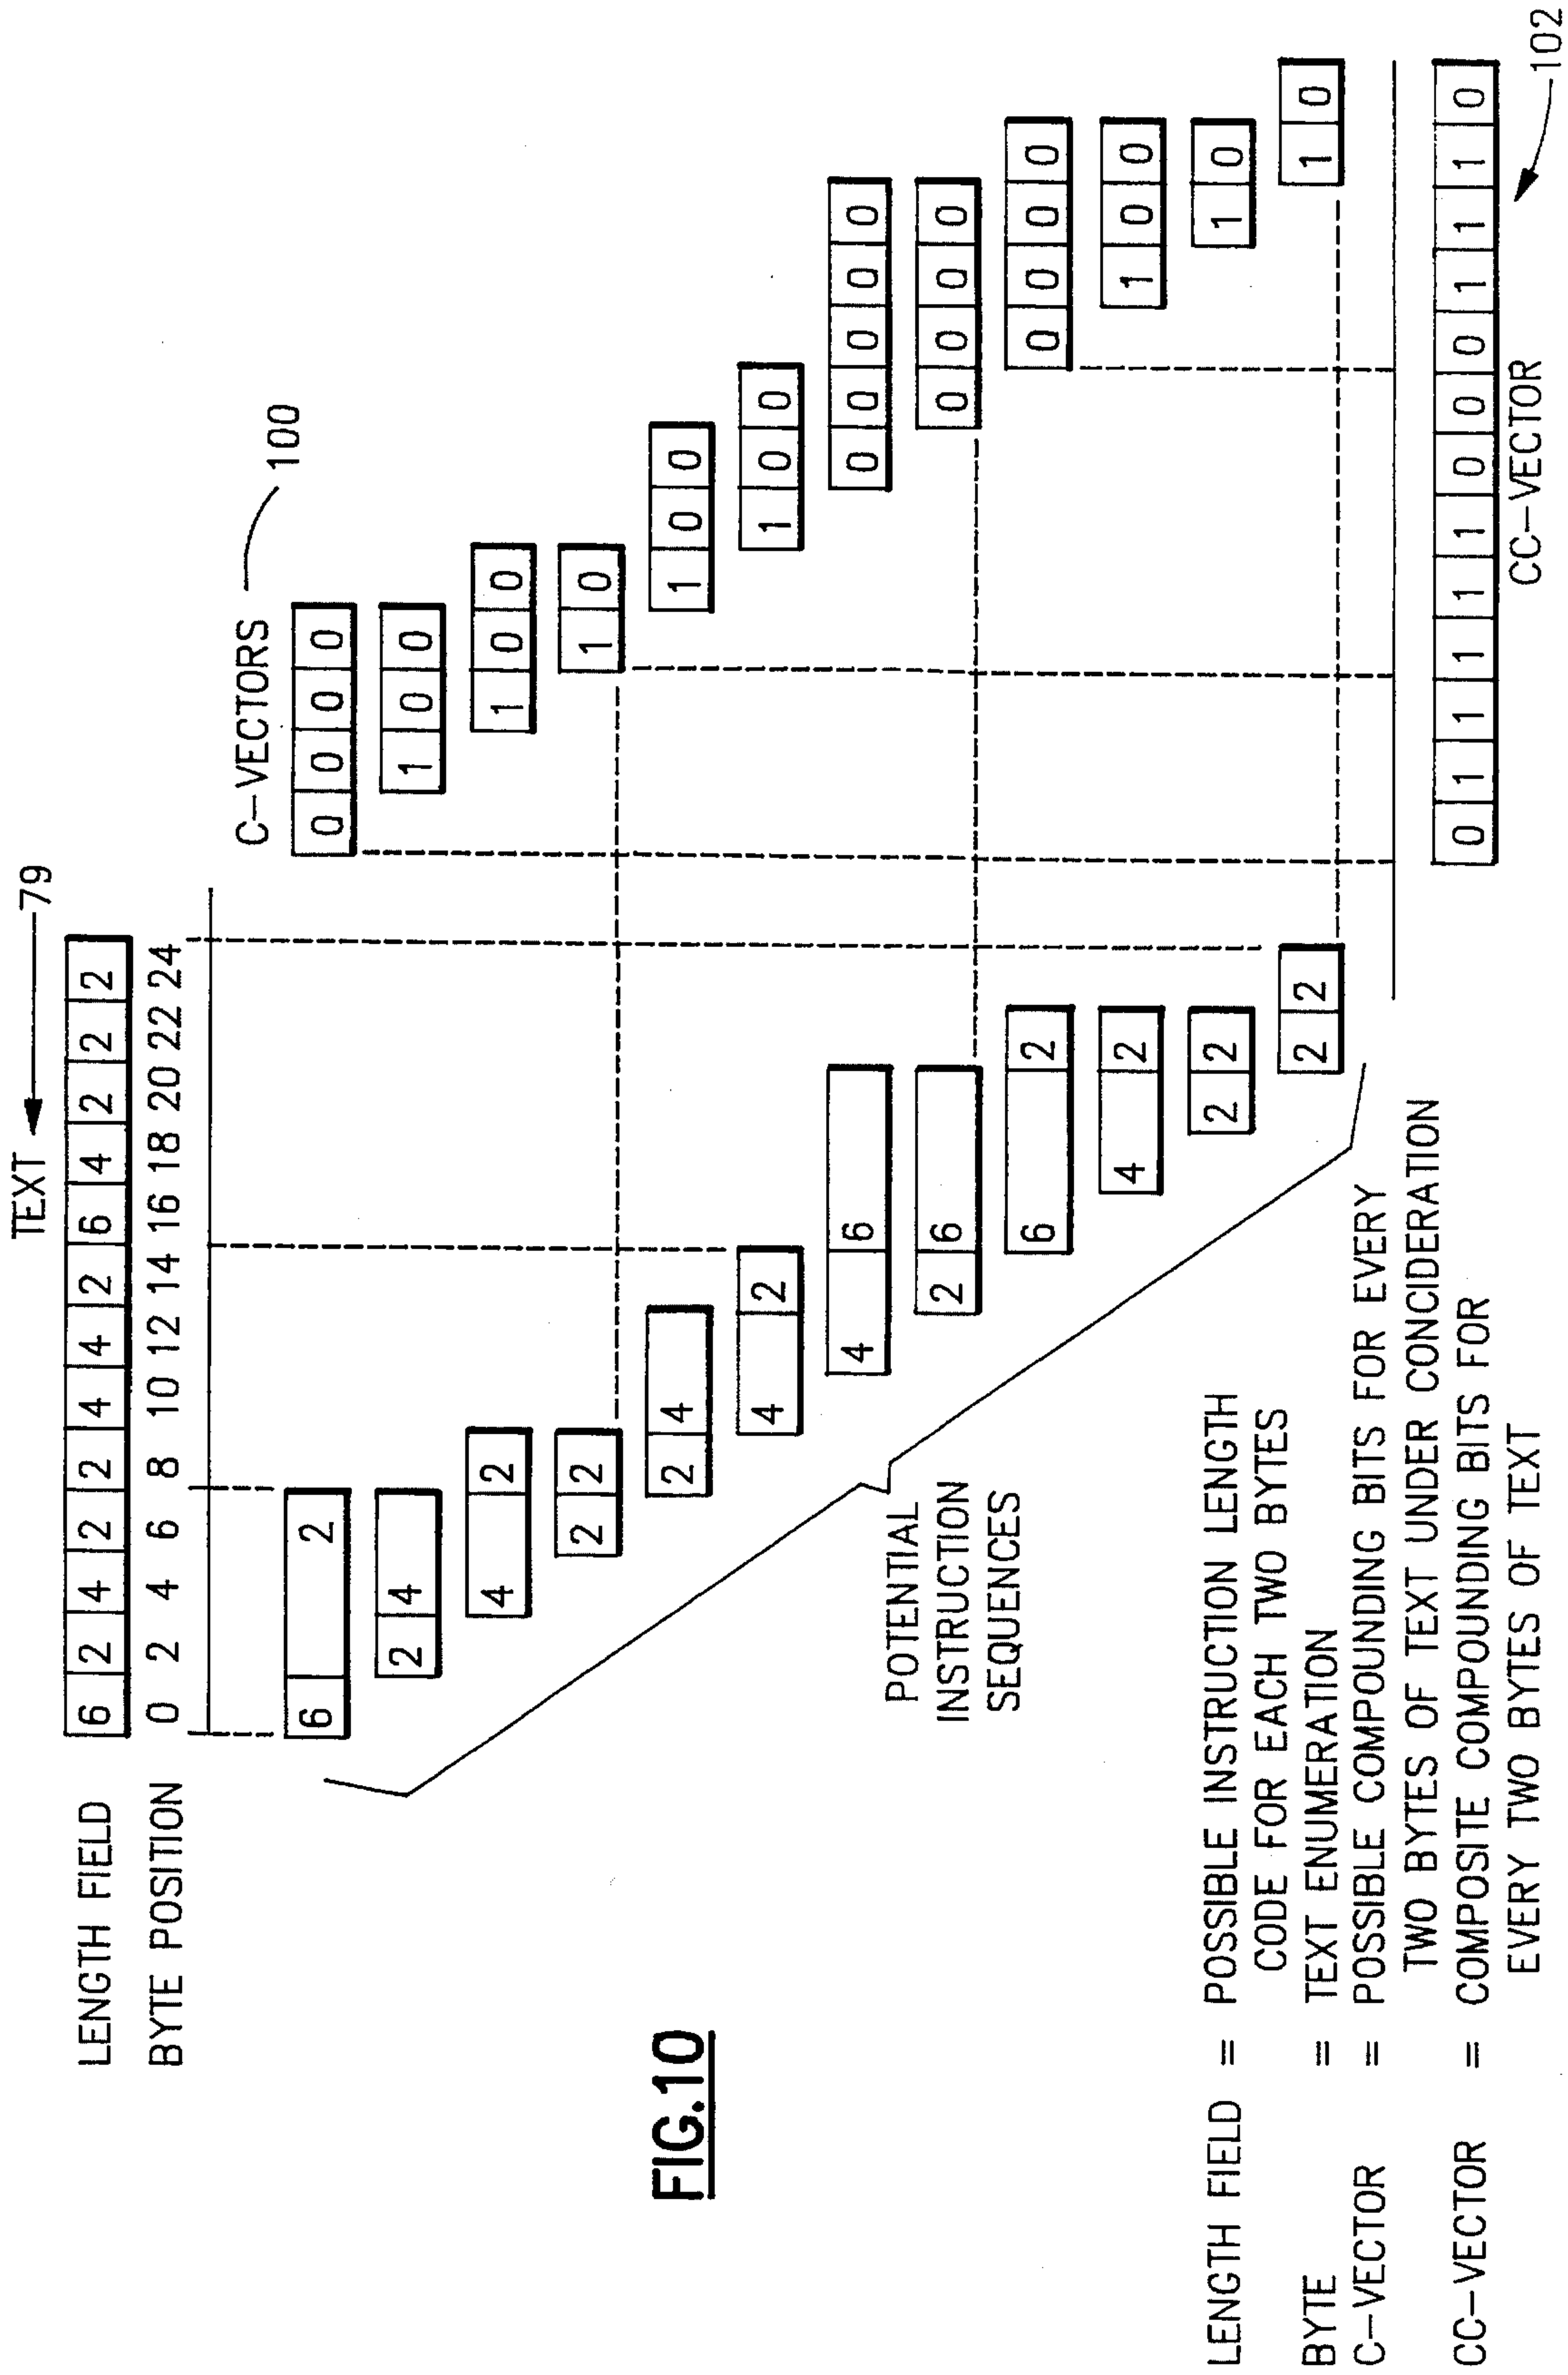 TEXT 79
LENGTH FIELD 6 2 4 2 2 4 4 2 6 4 2 2 2
BYTE POSITION 0 2 4 6 8 10 12 14 16 18 20 22 24
C-VECTORS 100
6 2 0 0 0 0
2 4 1 0 0
4 2 1 0 0
2 2 1 0
2 4 1 0 0
4 2 1 0 0
4 6 0 0 0 0 0
2 6 0 0 0 0
6 2 0 0 0 0
4 2 1 0 0
2 2 1 0
2 2 1 0
POTENTIAL
INSTRUCTION
SEQUENCES
0 1 1 1 1 1 0 0 0 1 1 1 0
CC-VECTOR
102
FIG.10
LENGTH FIELD = POSSIBLE INSTRUCTION LENGTH
CODE FOR EACH TWO BYTES
BYTE = TEXT ENUMERATION
C-VECTOR = POSSIBLE COMPOUNDING BITS FOR EVERY
TWO BYTES OF TEXT UNDER CONCIDERATION
CC-VECTOR = COMPOSITE COMPOUNDING BITS FOR
EVERY TWO BYTES OF TEXT